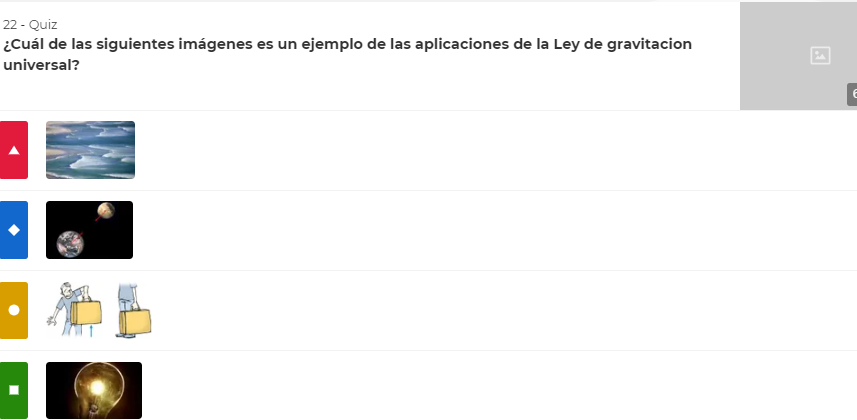 22 - Quiz
¿Cuál de las siguientes imágenes es un ejemplo de las aplicaciones de la Ley de gravitacion
universal?